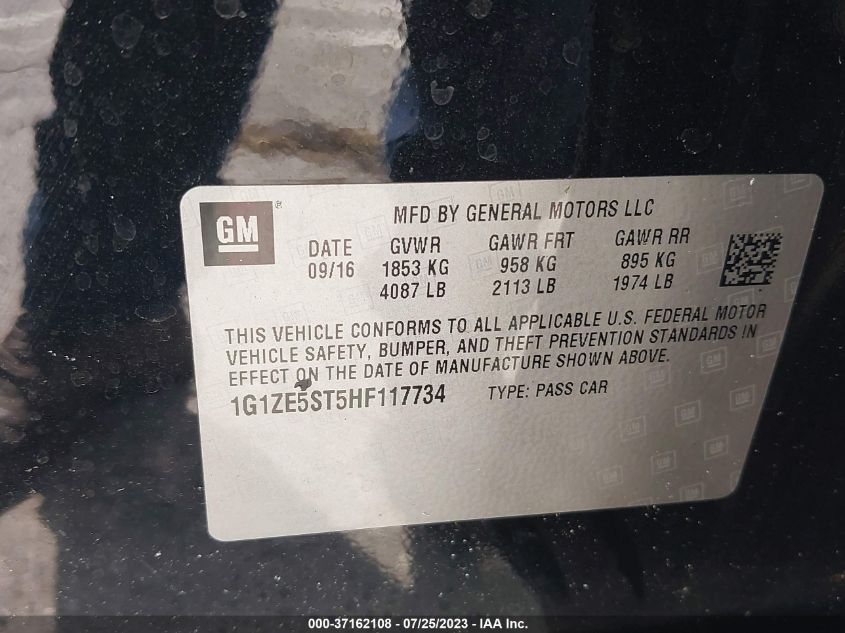 GM®
MFD BY GENERAL MOTORS LLC
DATE GVWR GAWR FRT GAWR RR
09/16 1853 KG 958 KG 895 KG
4087 LB 2113 LB 1974 LB
THIS VEHICLE CONFORMS TO ALL APPLICABLE U.S. FEDERAL MOTOR
VEHICLE SAFETY, BUMPER, AND THEFT PREVENTION STANDARDS IN
EFFECT ON THE DATE OF MANUFACTURE SHOWN ABOVE.
1G1ZE5ST5HF117734 TYPE: PASS CAR
000-37162108 - 07/25/2023 - IAA Inc.